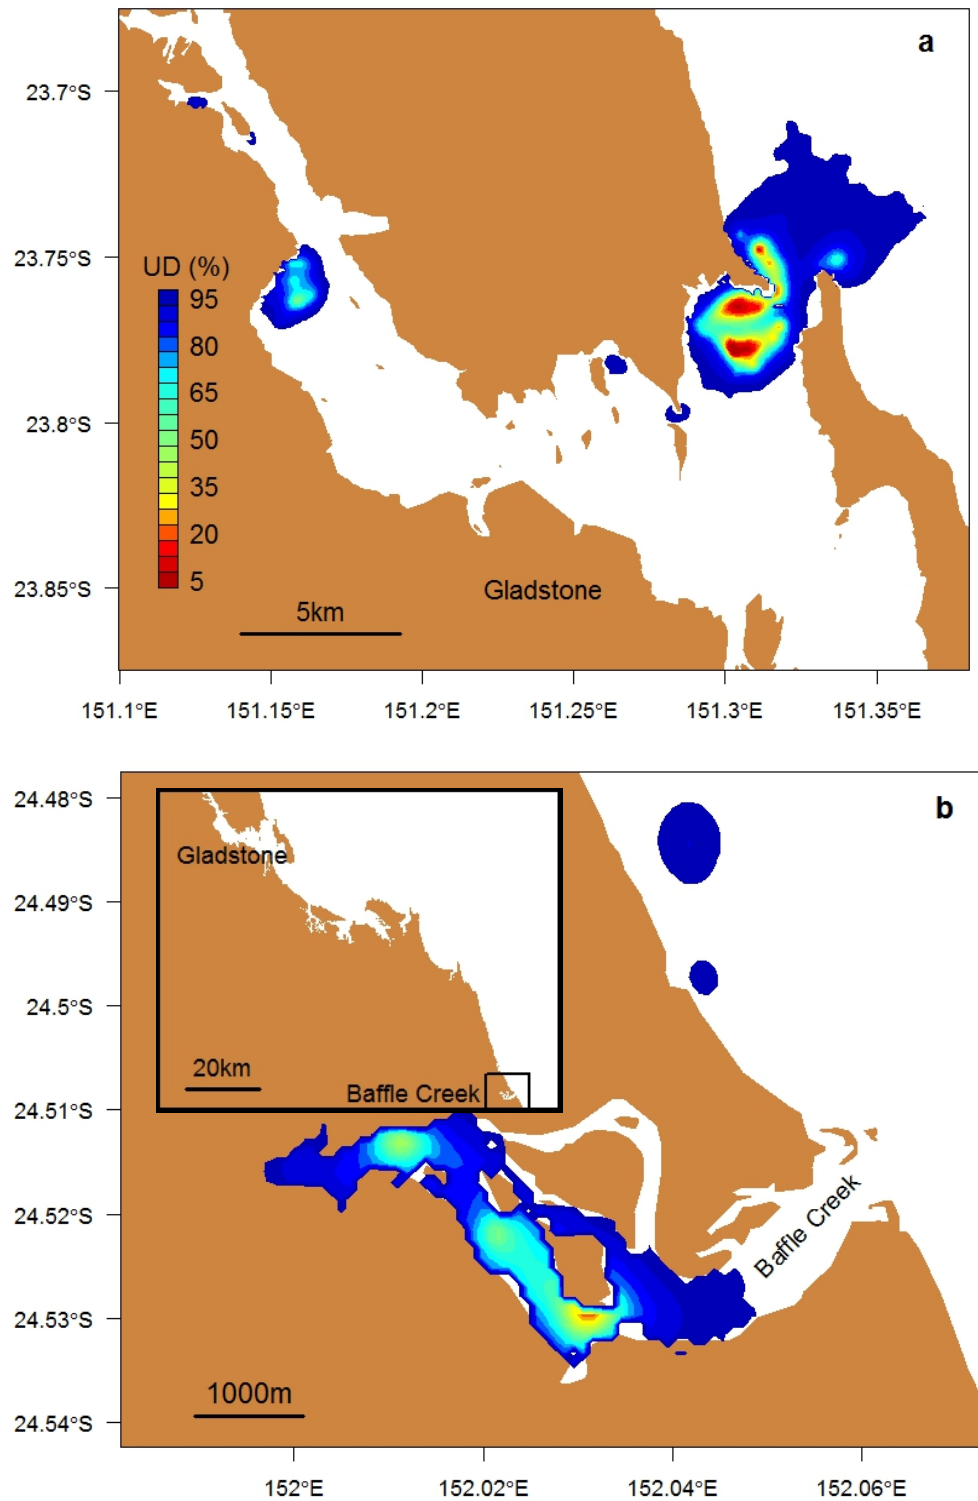 a
23.7°S
23.75°S
UD (%)
95
80
65
50
35
20
5
23.8°S
23.85°S
Gladstone
5km
151.1°E 151.15°E 151.2°E 151.25°E 151.3°E 151.35°E
b
24.48°S
24.49°S
24.5°S
24.51°S
24.52°S
24.53°S
24.54°S
Gladstone
20km
Baffle Creek
Baffle Creek
1000m
152°E 152.02°E 152.04°E 152.06°E